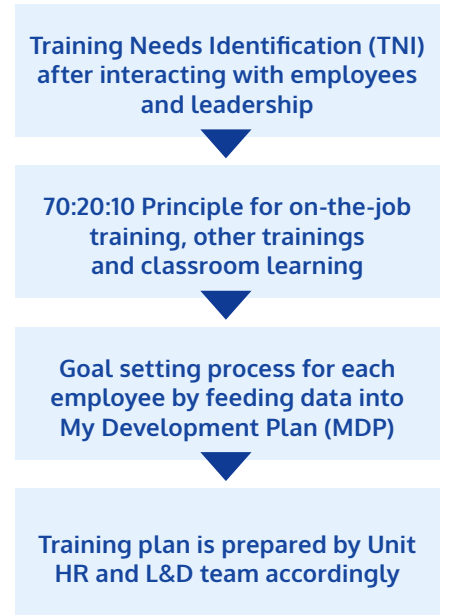 Training Needs Identification (TNI)
after interacting with employees
and leadership
70:20:10 Principle for on-the-job
training, other trainings
and classroom learning
Goal setting process for each
employee by feeding data into
My Development Plan (MDP)
Training plan is prepared by Unit
HR and L&D team accordingly